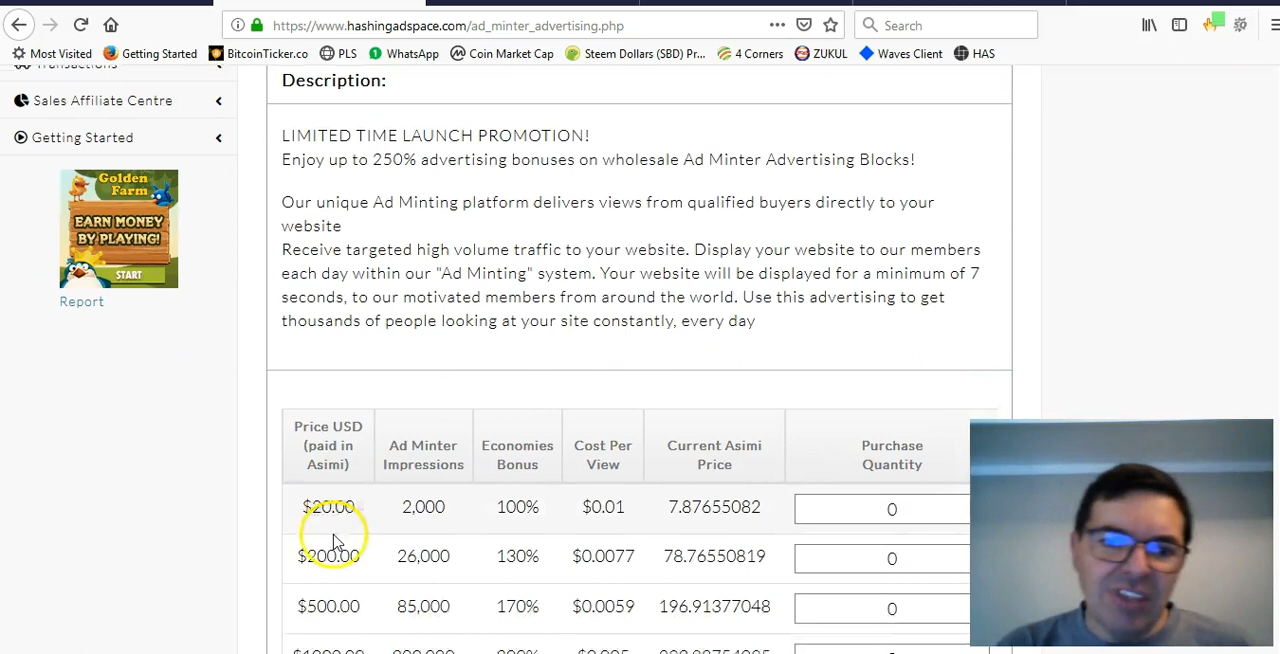 https://www.hashingadspace.com/ad_minter_advertising.php
Search
Most Visited
Getting Started
BitcoinTicker.co
PLS
WhatsApp
Coin Market Cap
Steem Dollars (SBD) Pr...
4 Corners
ZUKUL
Waves Client
HAS
Transactions
Sales Affiliate Centre
Getting Started
Golden
Farm
EARN MONEY
BY PLAYING!
START
Report
Description:
LIMITED TIME LAUNCH PROMOTION!
Enjoy up to 250% advertising bonuses on wholesale Ad Minter Advertising Blocks!
Our unique Ad Minting platform delivers views from qualified buyers directly to your
website
Receive targeted high volume traffic to your website. Display your website to our members
each day within our "Ad Minting" system. Your website will be displayed for a minimum of 7
seconds, to our motivated members from around the world. Use this advertising to get
thousands of people looking at your site constantly, every day
Price USD (paid in Asimi) Ad Minter Impressions Economies Bonus Cost Per View Current Asimi Price Purchase Quantity
$20.00 2,000 100% $0.01 7.87655082 0
$200.00 26,000 130% $0.0077 78.76550819 0
$500.00 85,000 170% $0.0059 196.91377048 0